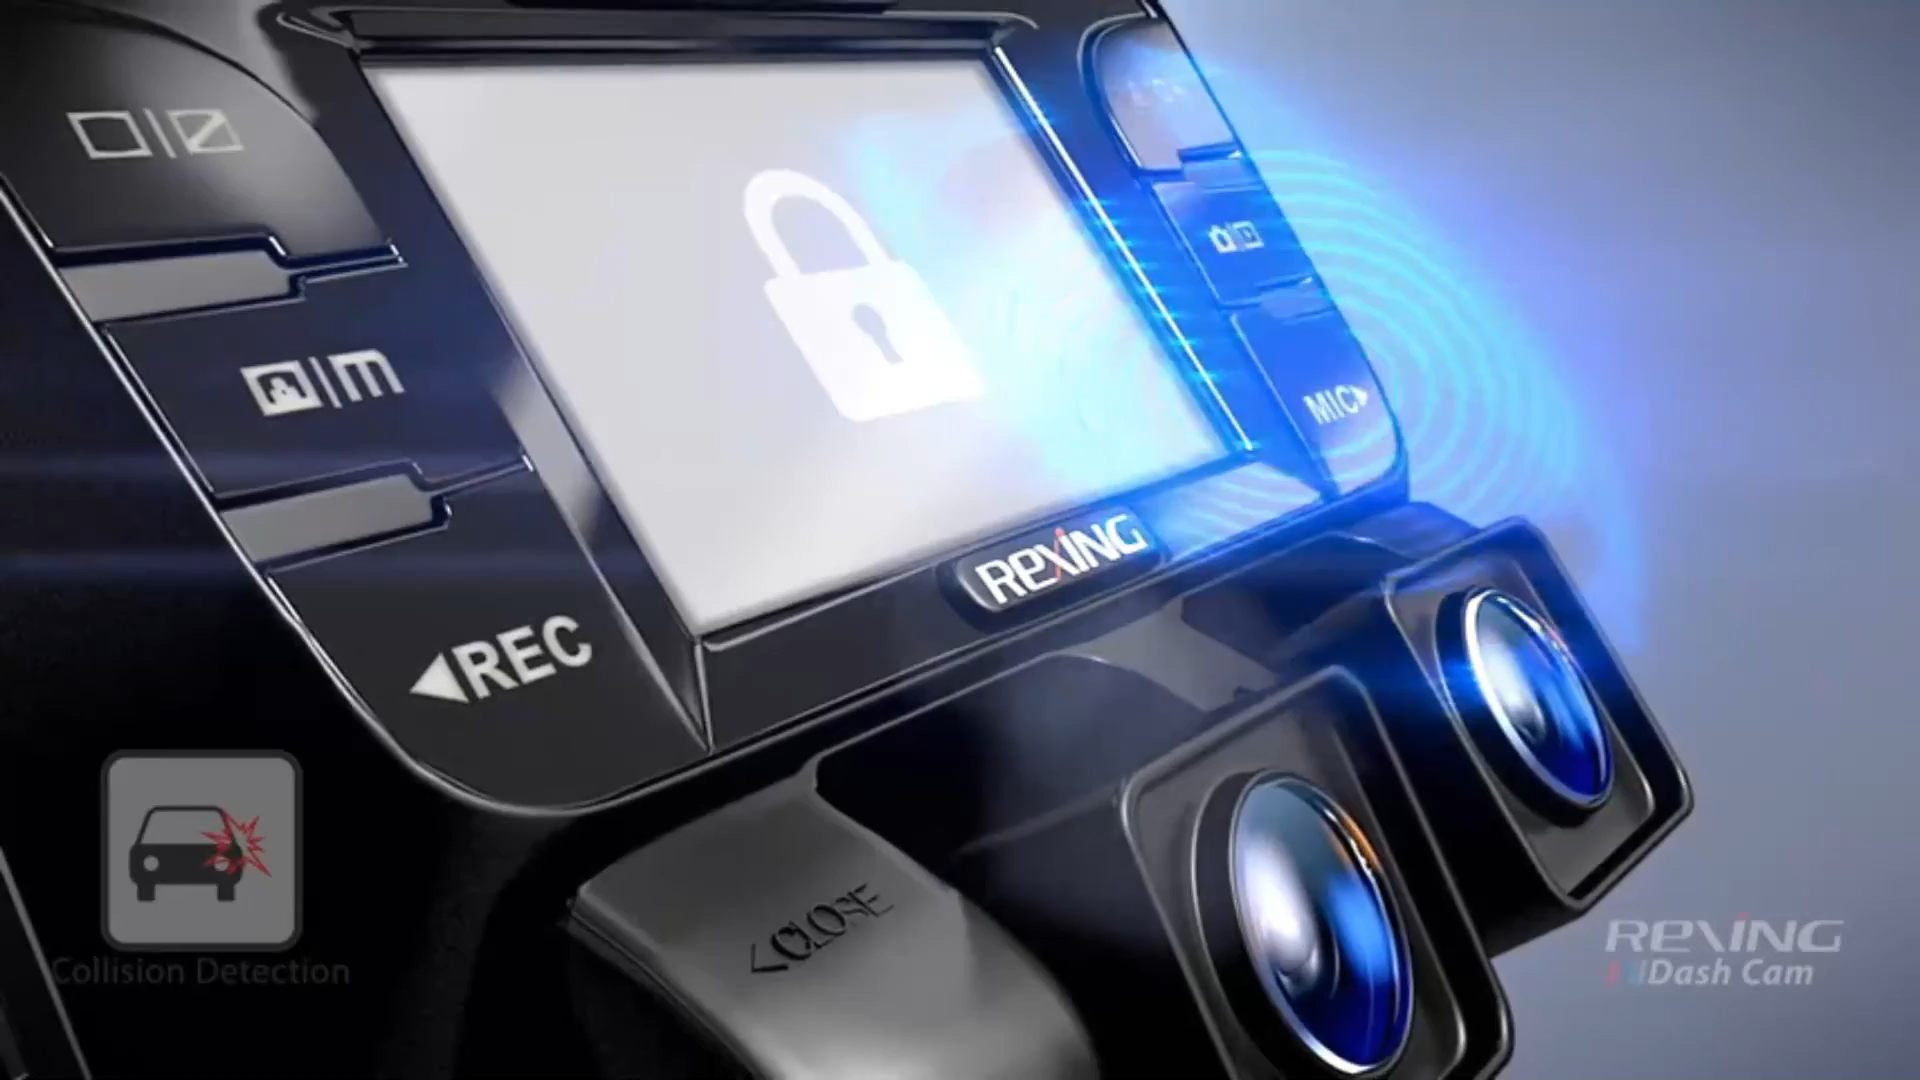 m
MIC
REXING
REC
<CLOSE
Collision Detection
REXING
Dash Cam